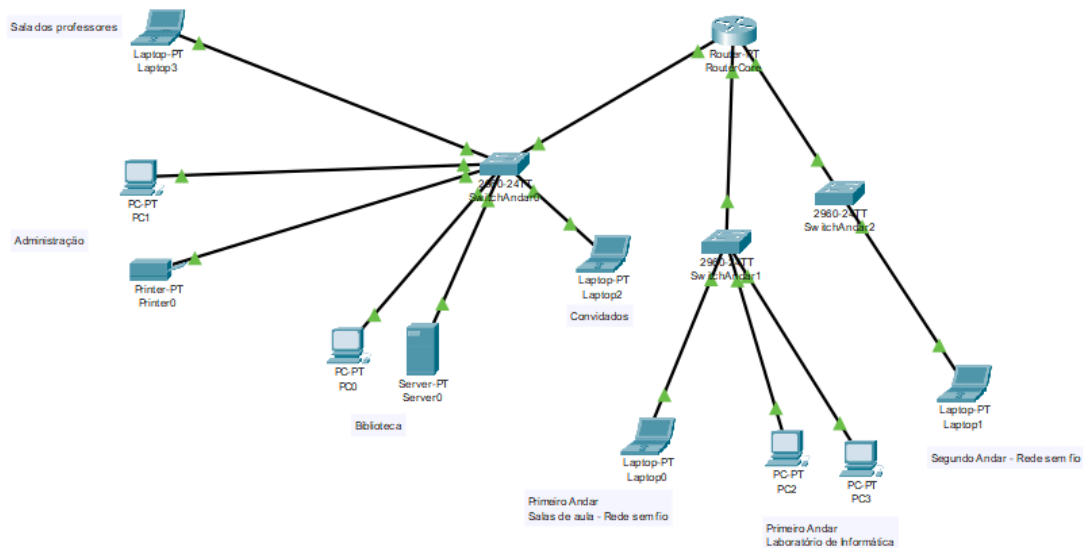 Sala dos professores
Laptop-PT
Laptop3
Router-PT
RouterCore
2960-24TT
SwitchAndar0
PC-PT
PC1
2960-24TT
SwitchAndar2
Administração
Printer-PT
Printer0
2960-24TT
SwitchAndar1
Laptop-PT
Laptop2
Convidados
PC-PT
PC0
Server-PT
Server0
Biblioteca
Laptop-PT
Laptop1
Segundo Andar - Rede sem fio
Laptop-PT
Laptop0
PC-PT
PC2
PC-PT
PC3
Primeiro Andar
Salas de aula - Rede sem fio
Primeiro Andar
Laboratório de Informática